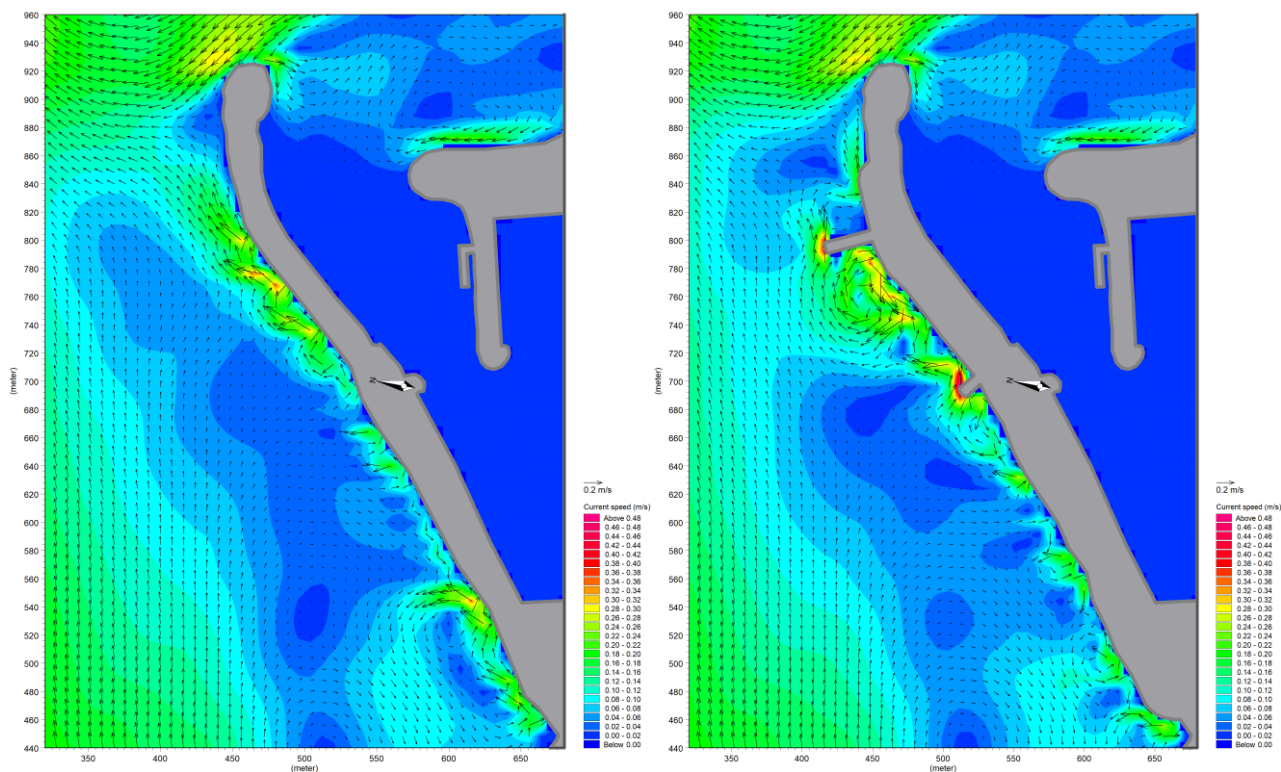 960
940
920
900
880
860
840
820
800
780
760
740
720
700
680
660
640
620
600
580
560
540
520
500
480
460
440
(meter)
N
350 400 450 500 550 600 650
(meter)
0.2 m/s
Current speed (m/s)
Above 0.48
0.46 - 0.48
0.44 - 0.46
0.42 - 0.44
0.40 - 0.42
0.38 - 0.40
0.36 - 0.38
0.34 - 0.36
0.32 - 0.34
0.30 - 0.32
0.28 - 0.30
0.26 - 0.28
0.24 - 0.26
0.22 - 0.24
0.20 - 0.22
0.18 - 0.20
0.16 - 0.18
0.14 - 0.16
0.12 - 0.14
0.10 - 0.12
0.08 - 0.10
0.06 - 0.08
0.04 - 0.06
0.02 - 0.04
0.00 - 0.02
Below 0.00
960
940
920
900
880
860
840
820
800
780
760
740
720
700
680
660
640
620
600
580
560
540
520
500
480
460
440
(meter)
N
350 400 450 500 550 600 650
(meter)
0.2 m/s
Current speed (m/s)
Above 0.48
0.46 - 0.48
0.44 - 0.46
0.42 - 0.44
0.40 - 0.42
0.38 - 0.40
0.36 - 0.38
0.34 - 0.36
0.32 - 0.34
0.30 - 0.32
0.28 - 0.30
0.26 - 0.28
0.24 - 0.26
0.22 - 0.24
0.20 - 0.22
0.18 - 0.20
0.16 - 0.18
0.14 - 0.16
0.12 - 0.14
0.10 - 0.12
0.08 - 0.10
0.06 - 0.08
0.04 - 0.06
0.02 - 0.04
0.00 - 0.02
Below 0.00